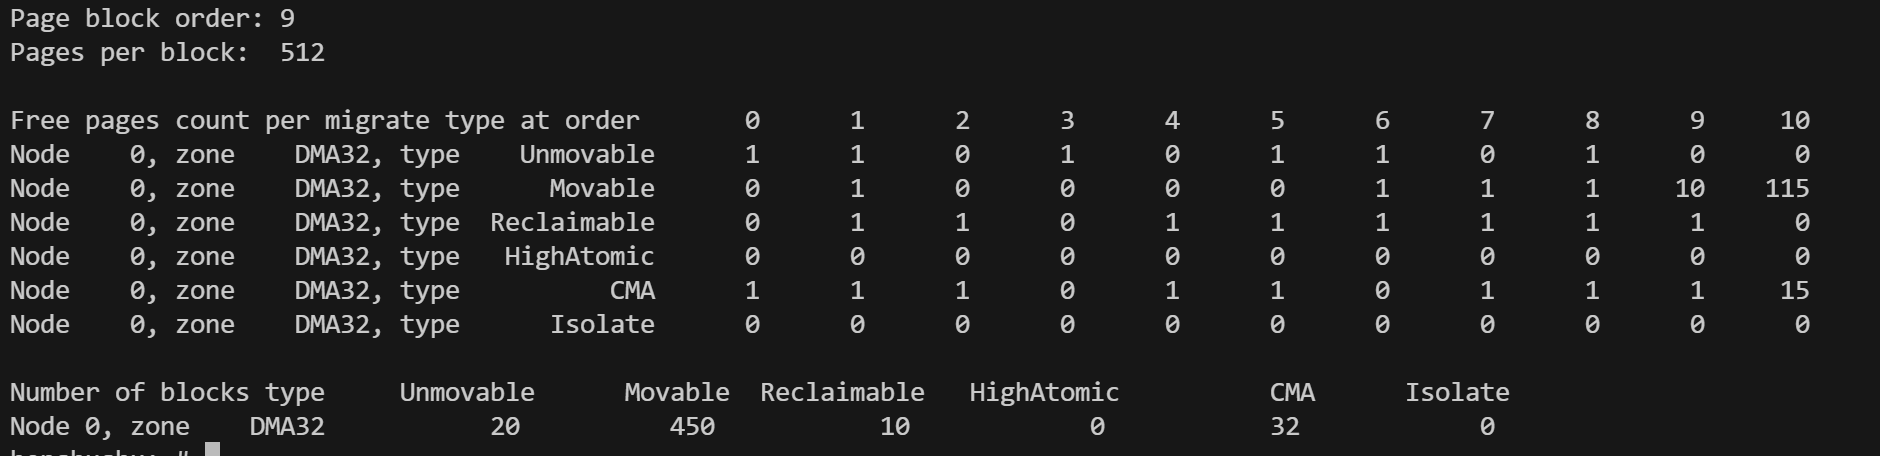 Page block order: 9
Pages per block:  512
Free pages count per migrate type at order       0      1      2      3      4      5      6      7      8      9     10
Node    0, zone    DMA32, type    Unmovable      1      1      0      1      0      1      1      0      1      0      0
Node    0, zone    DMA32, type      Movable      0      1      0      0      0      0      1      1      1     10    115
Node    0, zone    DMA32, type  Reclaimable      0      1      1      0      1      1      1      1      1      1      0
Node    0, zone    DMA32, type   HighAtomic      0      0      0      0      0      0      0      0      0      0      0
Node    0, zone    DMA32, type          CMA      1      1      1      0      1      1      0      1      1      1     15
Node    0, zone    DMA32, type      Isolate      0      0      0      0      0      0      0      0      0      0      0
Number of blocks type     Unmovable      Movable  Reclaimable   HighAtomic          CMA      Isolate
Node 0, zone    DMA32           20          450           10            0           32            0